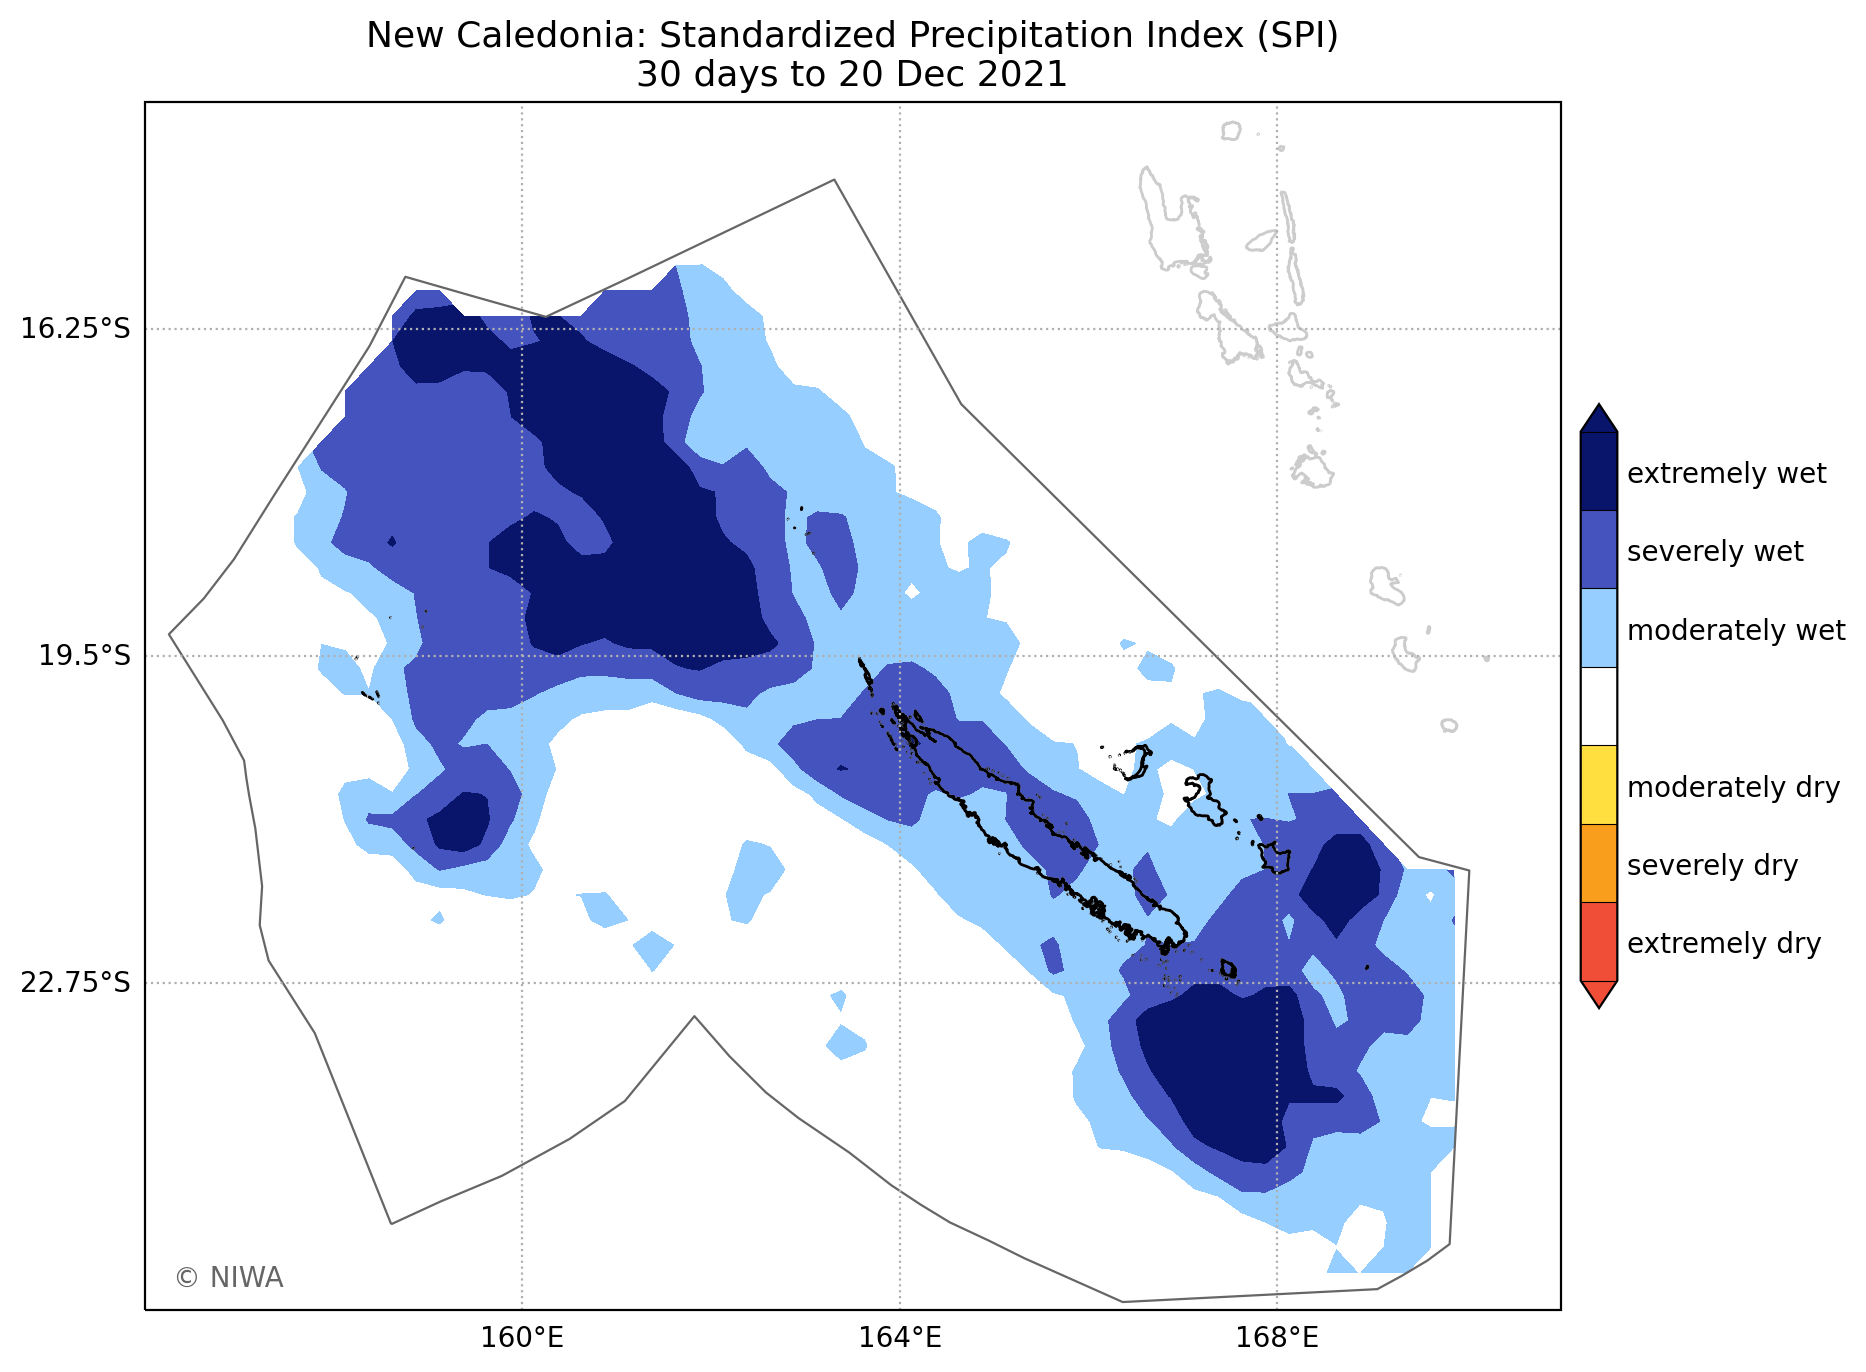 New Caledonia: Standardized Precipitation Index (SPI)
30 days to 20 Dec 2021
16.25°S
19.5°S
22.75°S
160°E
164°E
168°E
extremely wet
severely wet
moderately wet
moderately dry
severely dry
extremely dry
© NIWA